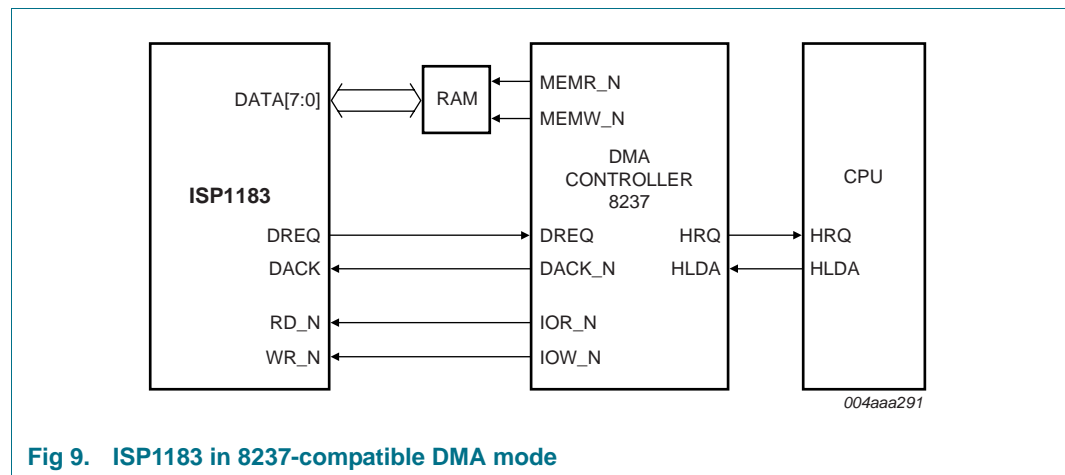 DATA[7:0]
RAM
MEMR_N
MEMW_N
DMA
CONTROLLER
8237
CPU
ISP1183
DREQ
DREQ
HRQ
HRQ
DACK
DACK_N
HLDA
HLDA
RD_N
IOR_N
WR_N
IOW_N
004aaa291
Fig 9. ISP1183 in 8237-compatible DMA mode